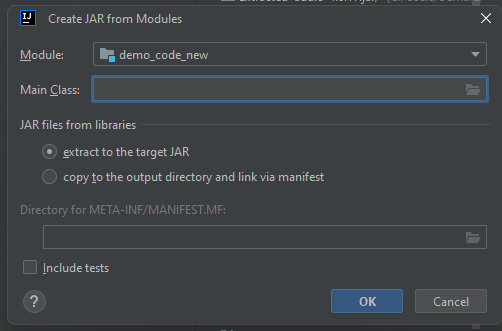 IJ
Create JAR from Modules
Module: demo_code_new
Main Class:
JAR files from libraries
extract to the target JAR
copy to the output directory and link via manifest
Directory for META-INF/MANIFEST.MF:
Include tests
? OK Cancel